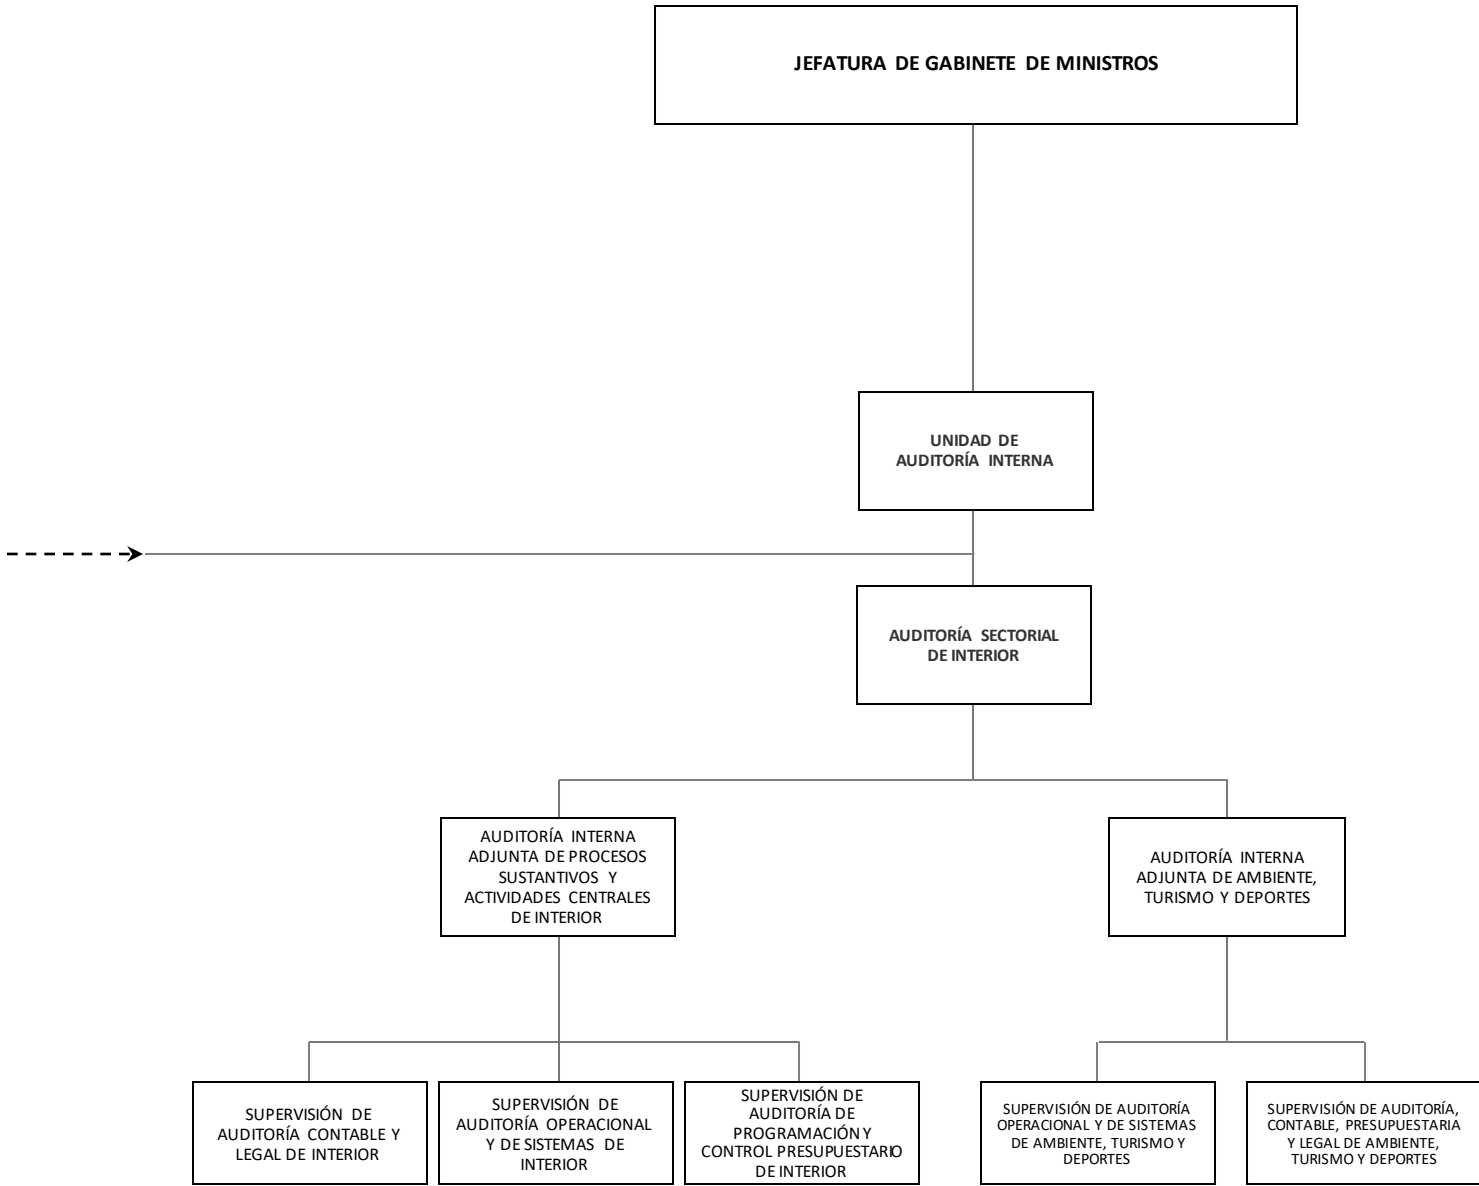 JEFATURA DE GABINETE DE MINISTROS
UNIDAD DE
AUDITORÍA INTERNA
AUDITORÍA SECTORIAL
DE INTERIOR
AUDITORÍA INTERNA
ADJUNTA DE PROCESOS
SUSTANTIVOS Y
ACTIVIDADES CENTRALES
DE INTERIOR
AUDITORÍA INTERNA
ADJUNTA DE AMBIENTE,
TURISMO Y DEPORTES
SUPERVISIÓN DE
AUDITORÍA CONTABLE Y
LEGAL DE INTERIOR
SUPERVISIÓN DE
AUDITORÍA OPERACIONAL
Y DE SISTEMAS DE
INTERIOR
SUPERVISIÓN DE
AUDITORÍA DE
PROGRAMACIÓN Y
CONTROL PRESUPUESTARIO
DE INTERIOR
SUPERVISIÓN DE AUDITORÍA
OPERACIONAL Y DE SISTEMAS
DE AMBIENTE, TURISMO Y
DEPORTES
SUPERVISIÓN DE AUDITORÍA,
CONTABLE, PRESUPUESTARIA
Y LEGAL DE AMBIENTE,
TURISMO Y DEPORTES